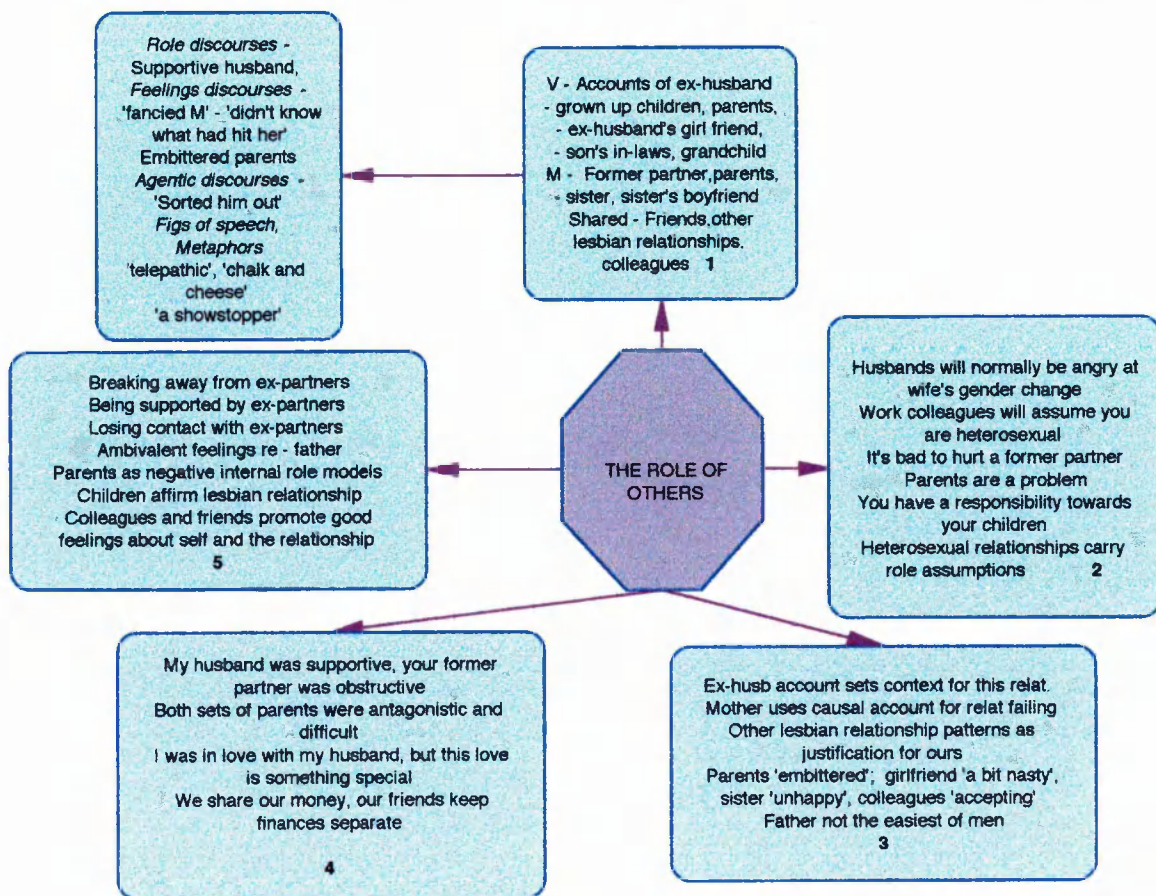 Role discourses -
Supportive husband,
Feelings discourses -
'fancied M' - 'didn't know
what had hit her'
Embittered parents
Agentic discourses -
'Sorted him out'
Figs of speech,
Metaphors
'telepathic', 'chalk and
cheese'
'a showstopper'
V - Accounts of ex-husband
- grown up children, parents,
- ex-husband's girl friend,
- son's in-laws, grandchild
M - Former partner,parents,
- sister, sister's boyfriend
Shared - Friends,other
lesbian relationships.
colleagues 1
Breaking away from ex-partners
Being supported by ex-partners
Losing contact with ex-partners
Ambivalent feelings re - father
Parents as negative internal role models
Children affirm lesbian relationship
Colleagues and friends promote good
feelings about self and the relationship
5
THE ROLE OF
OTHERS
Husbands will normally be angry at
wife's gender change
Work colleagues will assume you
are heterosexual
It's bad to hurt a former partner
Parents are a problem
You have a responsibility towards
your children
Heterosexual relationships carry
role assumptions 2
My husband was supportive, your former
partner was obstructive
Both sets of parents were antagonistic and
difficult
I was in love with my husband, but this love
is something special
We share our money, our friends keep
finances separate
4
Ex-husb account sets context for this relat.
Mother uses causal account for relat failing
Other lesbian relationship patterns as
justification for ours
Parents 'embittered'; girlfriend 'a bit nasty',
sister 'unhappy', colleagues 'accepting'
Father not the easiest of men
3